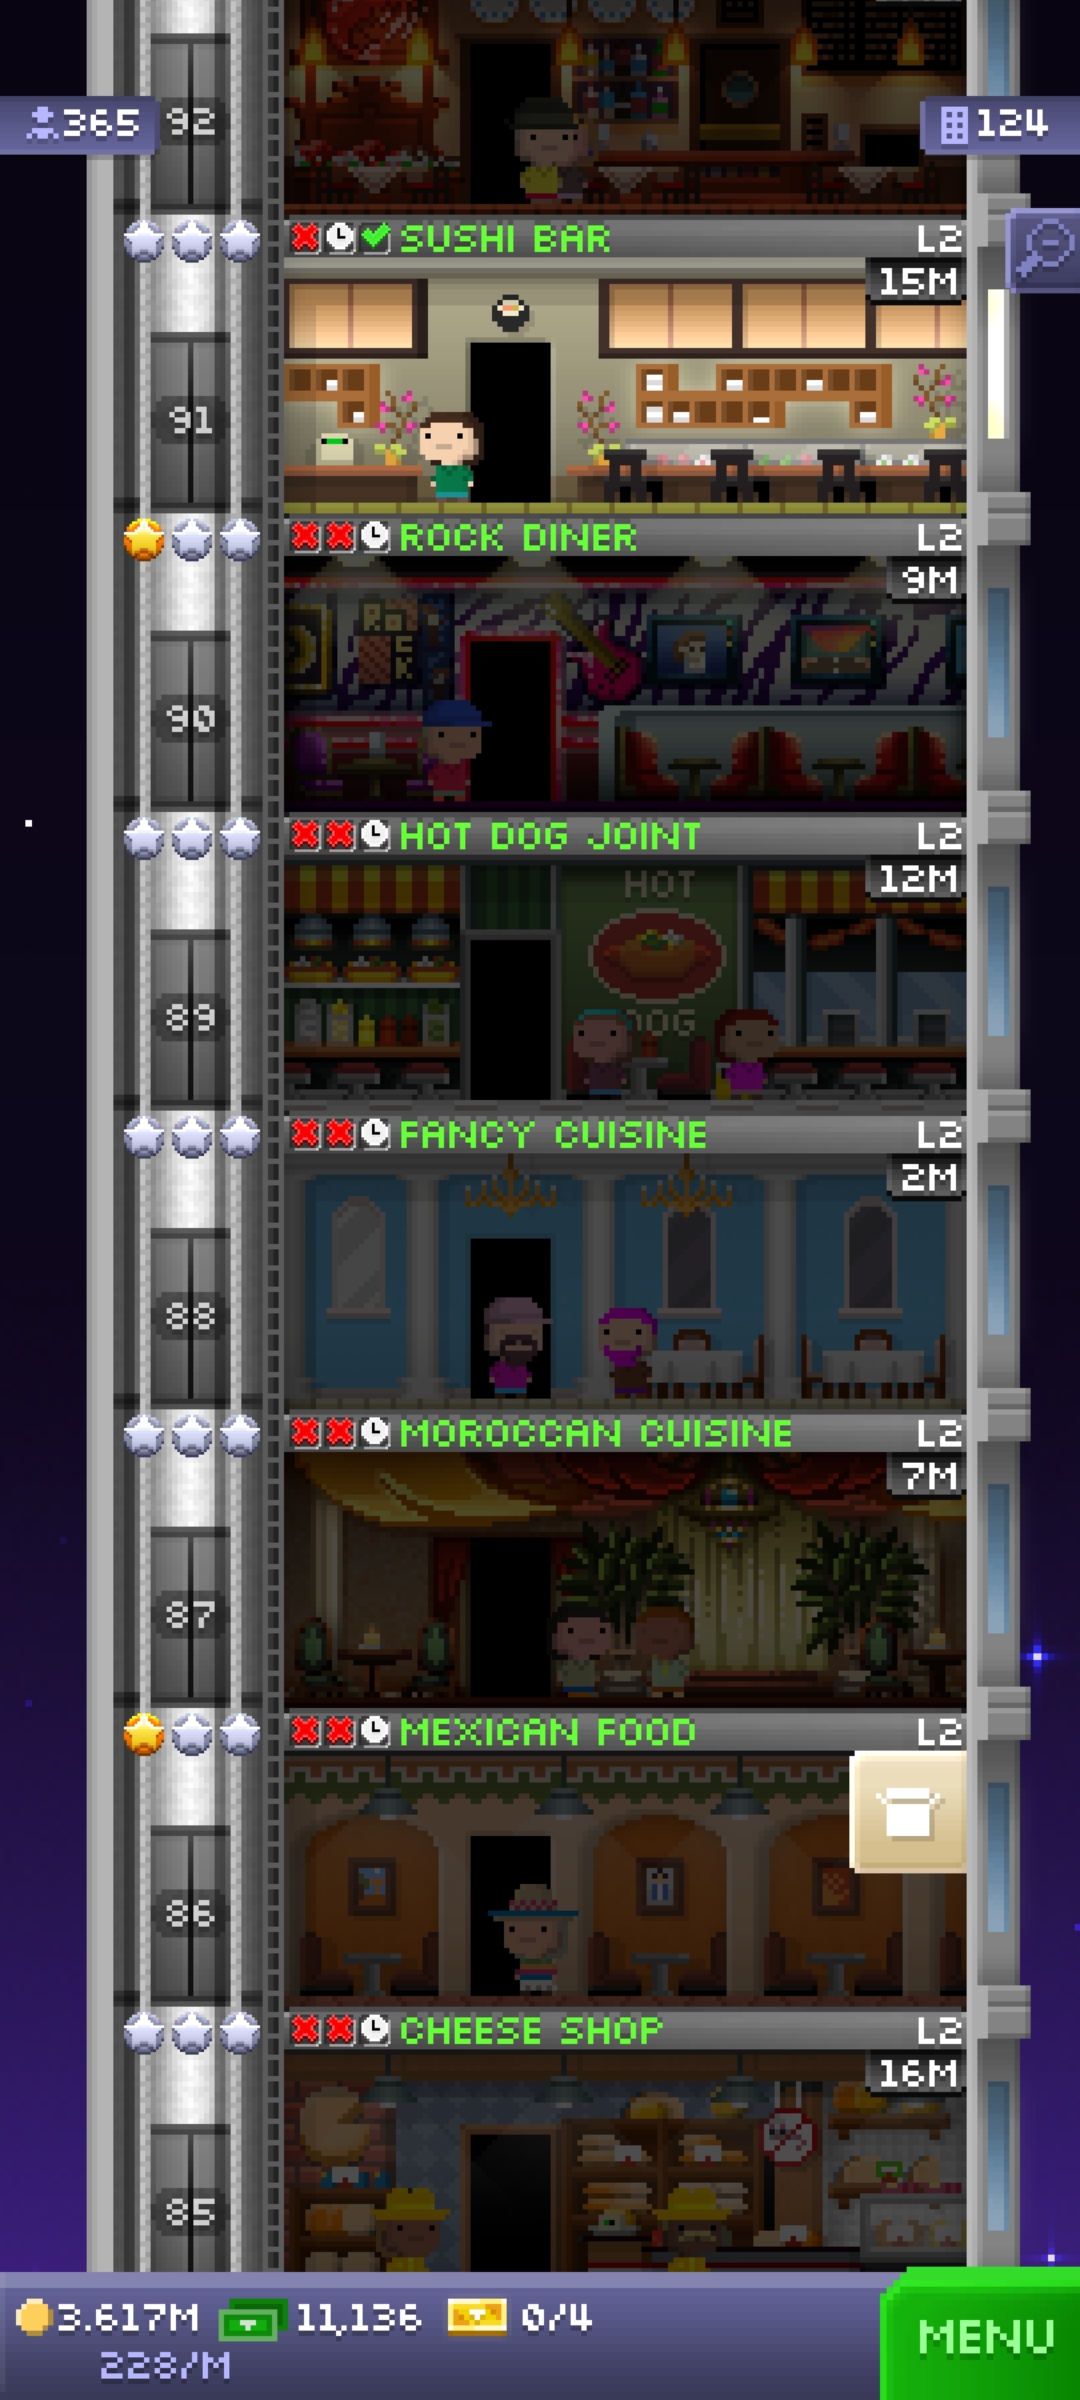 365
92
124
SUSHI BAR L2
15M
91
ROCK DINER L2
9M
ROCK
90
HOT DOG JOINT L2
12M
HOT
DOG
89
FANCY CUISINE L2
2M
88
MOROCCAN CUISINE L2
7M
87
MEXICAN FOOD L2
86
CHEESE SHOP L2
16M
85
3.617M 11,136 0/4
228/M
MENU